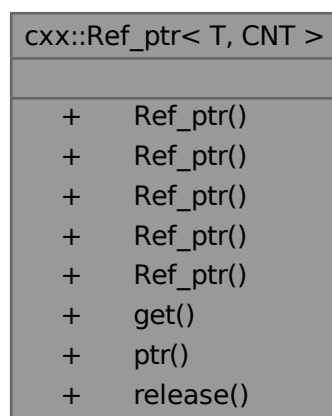 cxx::Ref_ptr< T, CNT >
+ Ref_ptr()
+ Ref_ptr()
+ Ref_ptr()
+ Ref_ptr()
+ Ref_ptr()
+ get()
+ ptr()
+ release()